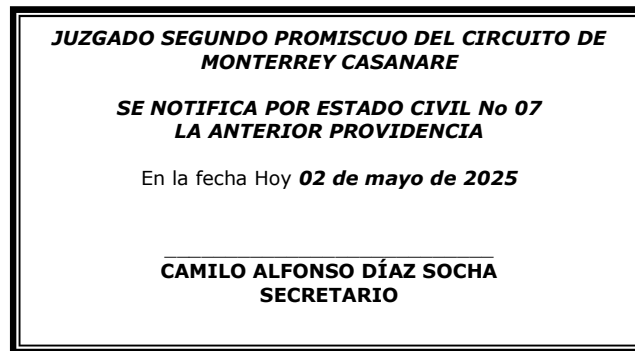 JUZGADO SEGUNDO PROMISCUO DEL CIRCUITO DE
MONTERREY CASANARE
SE NOTIFICA POR ESTADO CIVIL No 07
LA ANTERIOR PROVIDENCIA
En la fecha Hoy 02 de mayo de 2025
CAMILO ALFONSO DÍAZ SOCHA
SECRETARIO